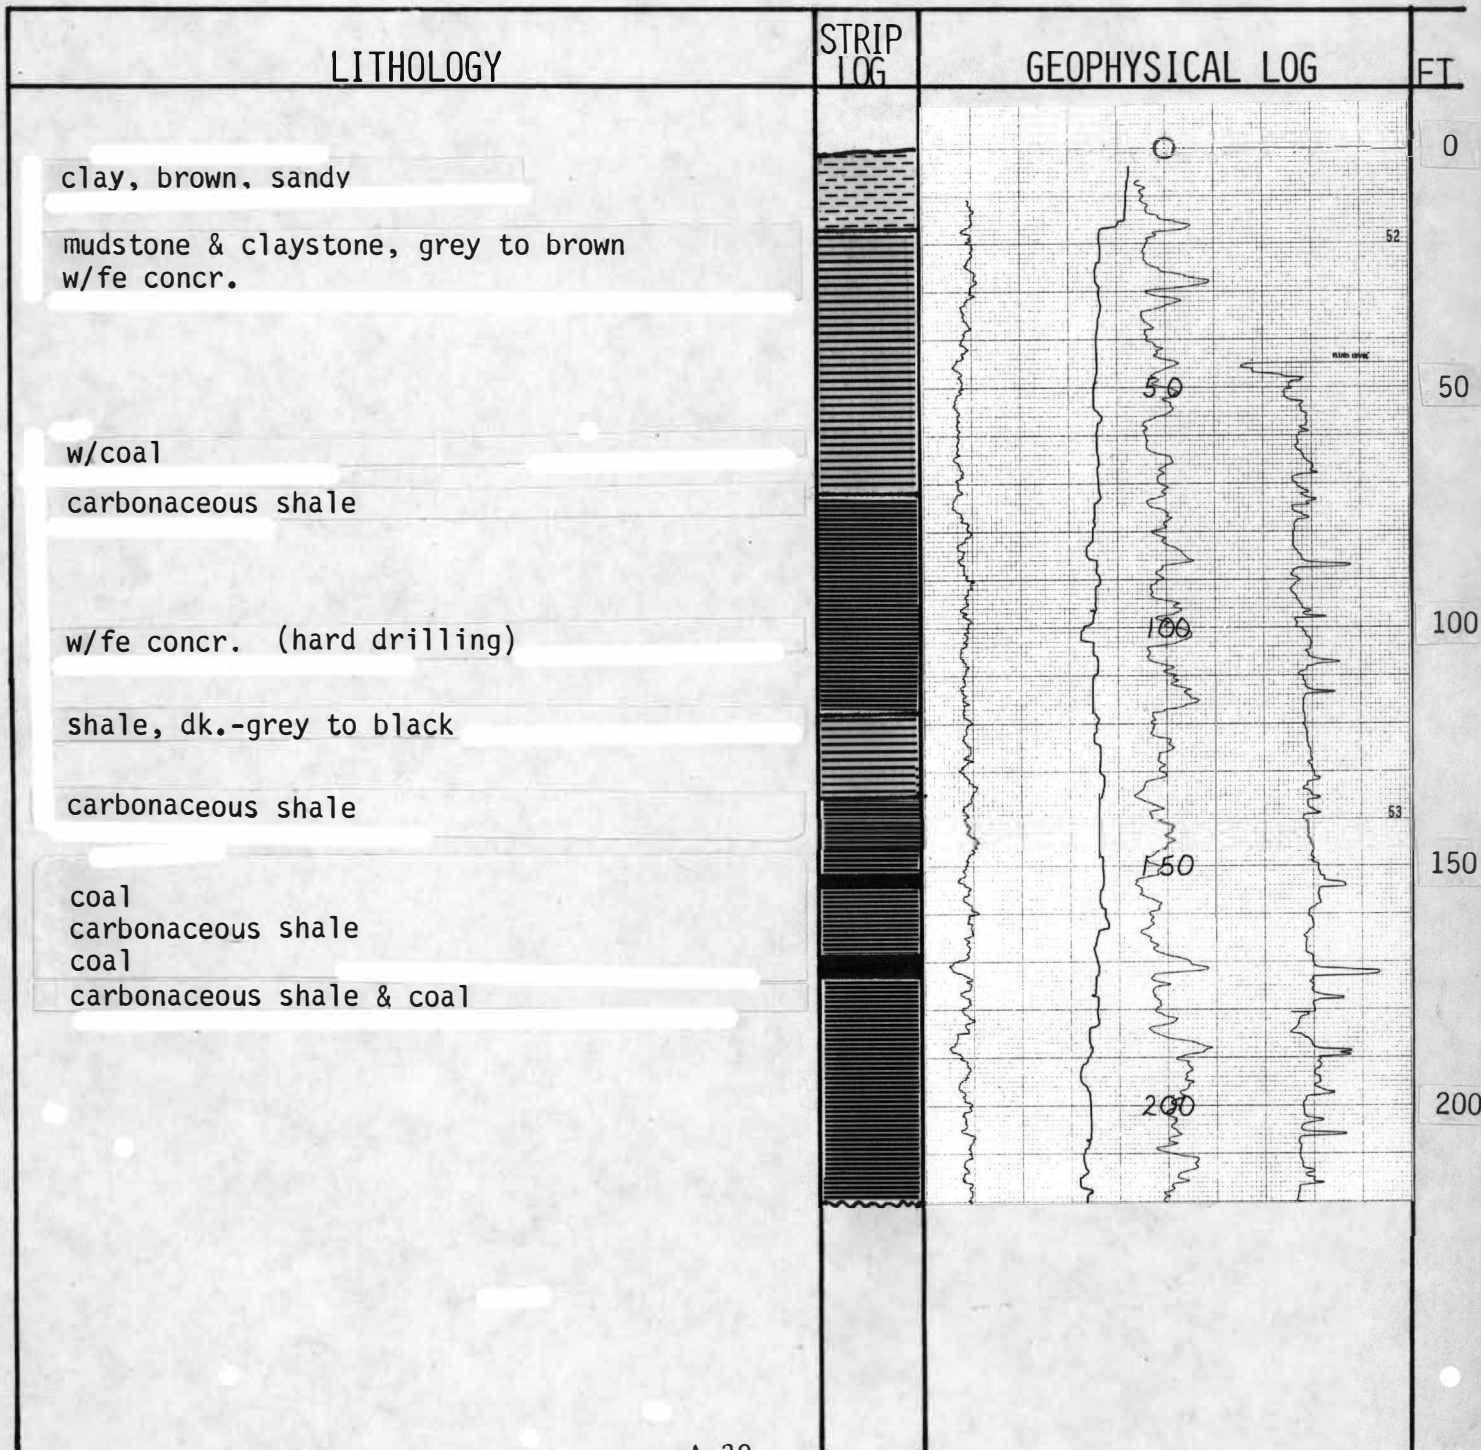 LITHOLOGY
STRIP LOG
GEOPHYSICAL LOG
FT
0
clay, brown, sandy
mudstone & claystone, grey to brown
w/fe concr.
52
FLUID LEVEL
50
50
w/coal
carbonaceous shale
w/fe concr. (hard drilling)
100
100
shale, dk.-grey to black
carbonaceous shale
53
150
150
coal
carbonaceous shale
coal
carbonaceous shale & coal
200
200